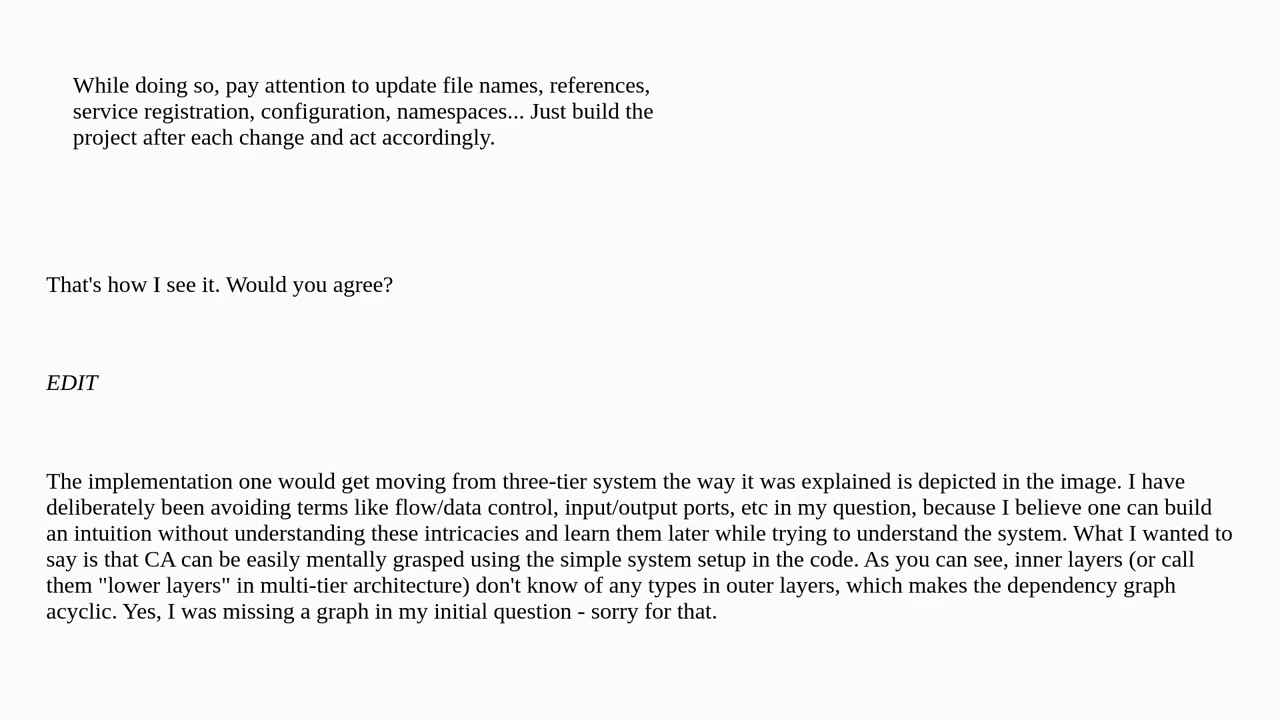 While doing so, pay attention to update file names, references,
service registration, configuration, namespaces... Just build the
project after each change and act accordingly.
That's how I see it. Would you agree?
EDIT
The implementation one would get moving from three-tier system the way it was explained is depicted in the image. I have
deliberately been avoiding terms like flow/data control, input/output ports, etc in my question, because I believe one can build
an intuition without understanding these intricacies and learn them later while trying to understand the system. What I wanted to
say is that CA can be easily mentally grasped using the simple system setup in the code. As you can see, inner layers (or call
them "lower layers" in multi-tier architecture) don't know of any types in outer layers, which makes the dependency graph
acyclic. Yes, I was missing a graph in my initial question - sorry for that.